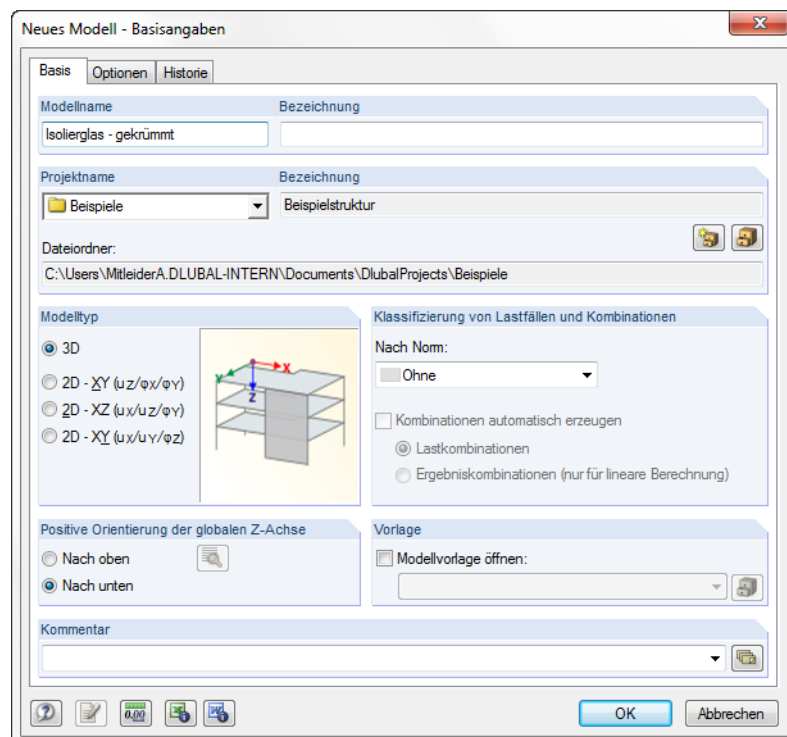 Neues Modell - Basisangaben
Basis Optionen Historie
Modellname Bezeichnung
Isolierglas - gekrümmt
Projektname Bezeichnung
Beispiele Beispielstruktur
Dateiordner:
C:\Users\MitleiderA.DLUBAL-INTERN\Documents\DlubalProjects\Beispiele
Modelltyp Klassifizierung von Lastfällen und Kombinationen
3D Nach Norm:
Ohne
2D - XY (uZ/φX/φY)
2D - XZ (uX/uZ/φY)
2D - XY (uX/uY/φZ)
X
Y
Z
Kombinationen automatisch erzeugen
Lastkombinationen
Ergebniskombinationen (nur für lineare Berechnung)
Positive Orientierung der globalen Z-Achse Vorlage
Nach oben Modellvorlage öffnen:
Nach unten
Kommentar
0,00 OK Abbrechen